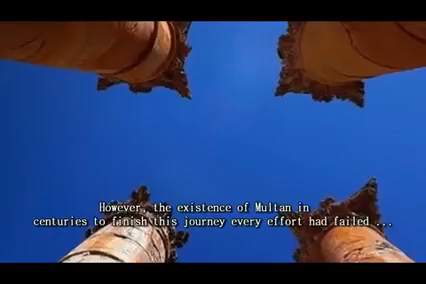 However, the existence of Multan in
centuries to finish this journey every effort had failed ...